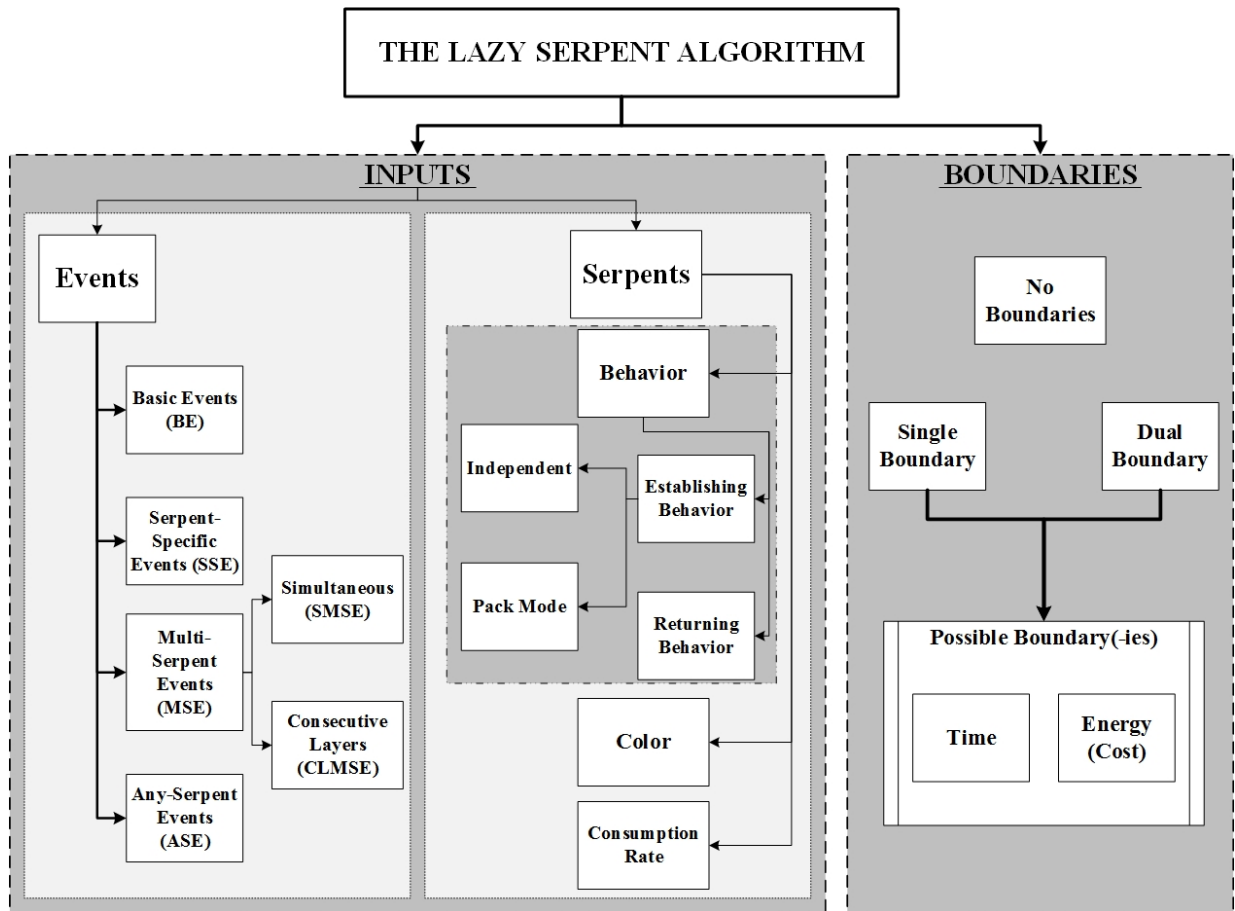 THE LAZY SERPENT ALGORITHM
INPUTS
Events
Basic Events
(BE)
Serpent-
Specific
Events (SSE)
Multi-
Serpent
Events
(MSE)
Simultaneous
(SMSE)
Consecutive
Layers
(CLMSE)
Any-Serpent
Events
(ASE)
Serpents
Behavior
Independent
Establishing
Behavior
Pack Mode
Returning
Behavior
Color
Consumption
Rate
BOUNDARIES
No
Boundaries
Single
Boundary
Dual
Boundary
Possible Boundary(-ies)
Time
Energy
(Cost)